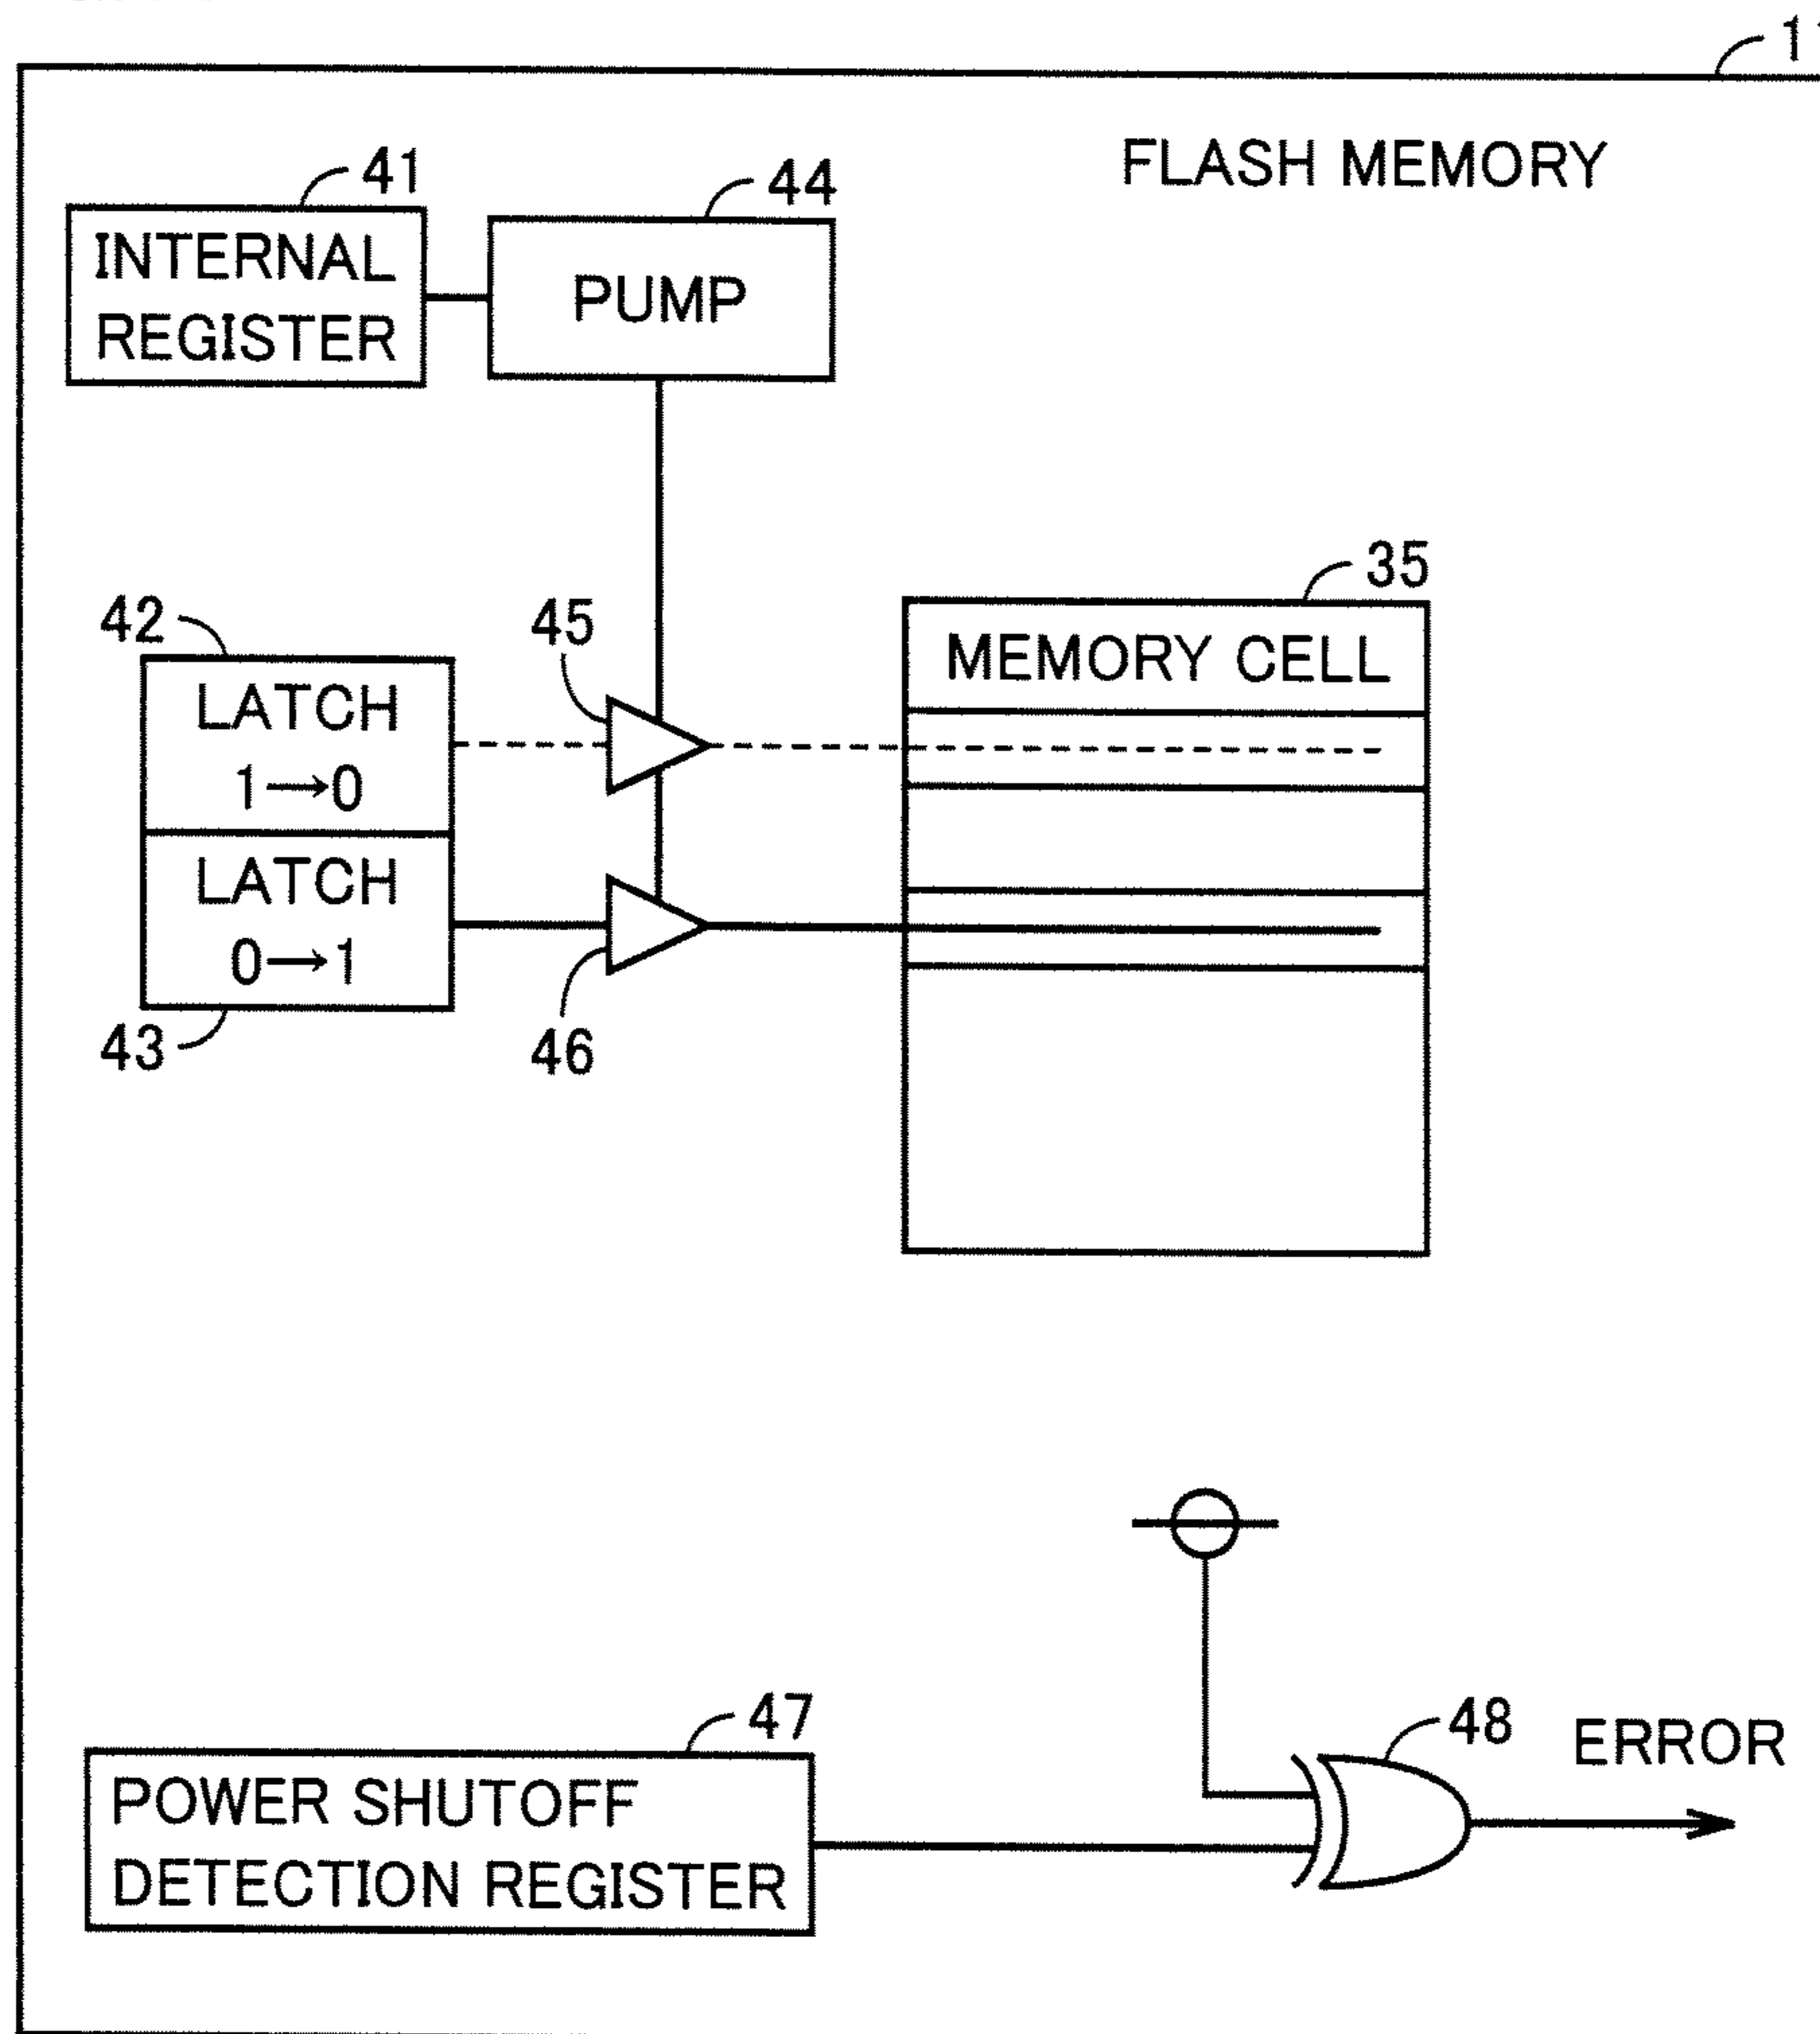 FLASH MEMORY
41
INTERNAL
REGISTER
44
PUMP
42
LATCH
1→0
LATCH
0→1
43
45
46
35
MEMORY CELL
47
POWER SHUTOFF
DETECTION REGISTER
48
ERROR